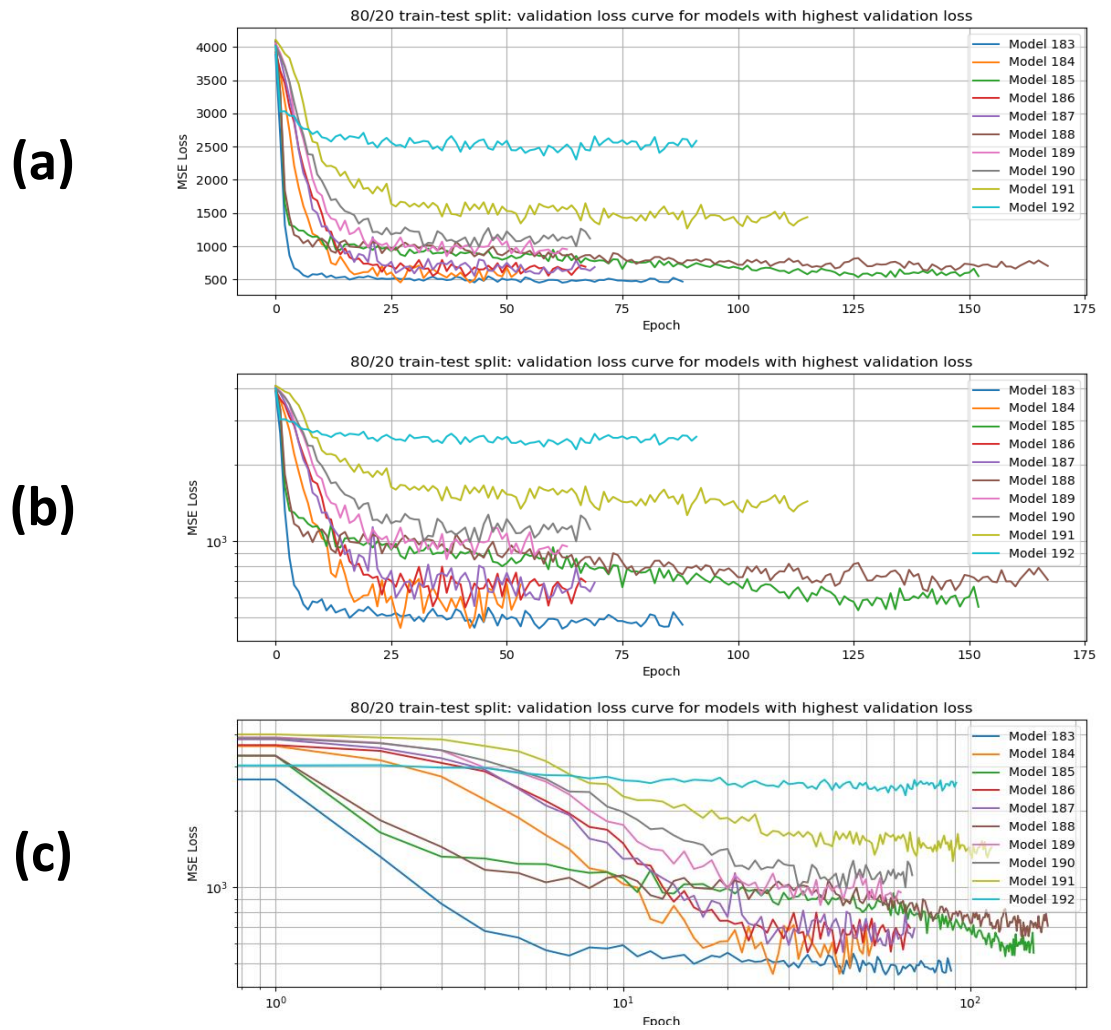 (a)
80/20 train-test split: validation loss curve for models with highest validation loss
MSE Loss
4000
3500
3000
2500
2000
1500
1000
500
0
25
50
75
100
125
150
175
Epoch
Model 183
Model 184
Model 185
Model 186
Model 187
Model 188
Model 189
Model 190
Model 191
Model 192
(b)
80/20 train-test split: validation loss curve for models with highest validation loss
MSE Loss
10³
0
25
50
75
100
125
150
175
Epoch
Model 183
Model 184
Model 185
Model 186
Model 187
Model 188
Model 189
Model 190
Model 191
Model 192
(c)
80/20 train-test split: validation loss curve for models with highest validation loss
MSE Loss
10³
10⁰
10¹
10²
Epoch
Model 183
Model 184
Model 185
Model 186
Model 187
Model 188
Model 189
Model 190
Model 191
Model 192